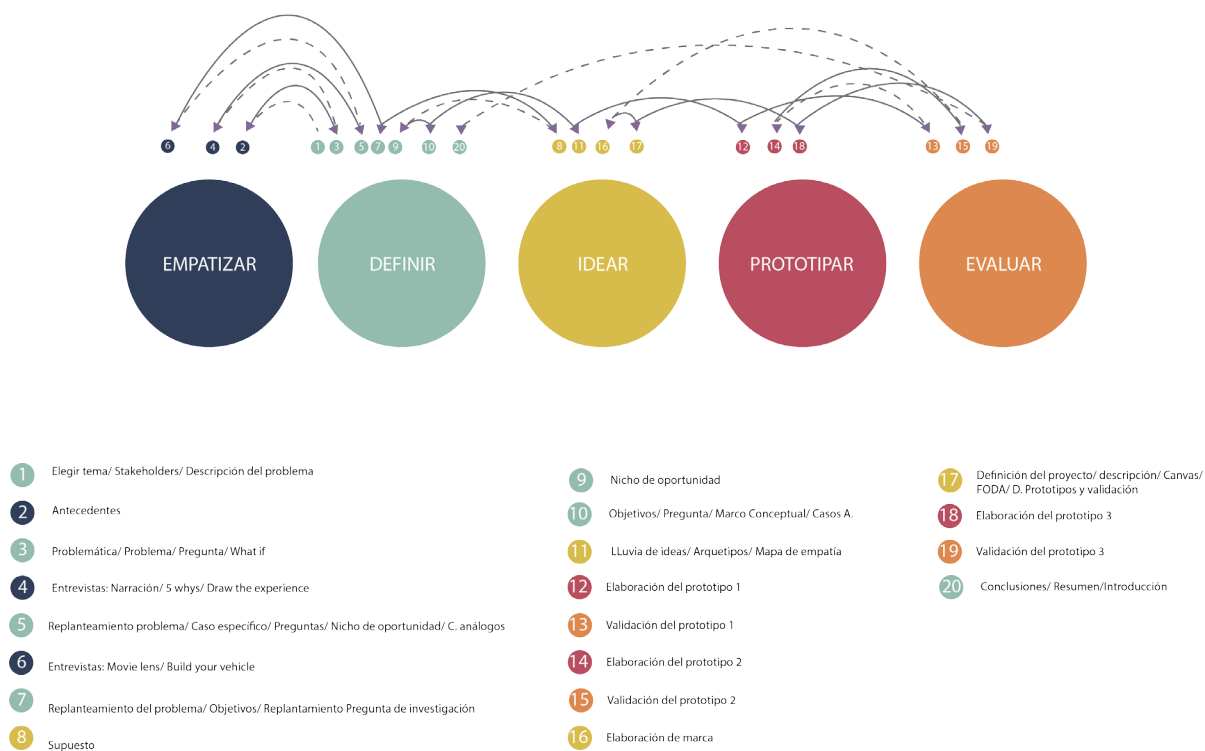 6 4 2 1 3 5 7 9 10 20 8 11 16 17 12 14 18 13 15 19
EMPATIZAR
DEFINIR
IDEAR
PROTOTIPAR
EVALUAR
1 Elegir tema/ Stakeholders/ Descripción del problema
2 Antecedentes
3 Problemática/ Problema/ Pregunta/ What if
4 Entrevistas: Narración/ 5 whys/ Draw the experience
5 Replanteamiento problema/ Caso específico/ Preguntas/ Nicho de oportunidad/ C. análogos
6 Entrevistas: Movie lens/ Build your vehicle
7 Replanteamiento del problema/ Objetivos/ Replantamiento Pregunta de investigación
8 Supuesto
9 Nicho de oportunidad
10 Objetivos/ Pregunta/ Marco Conceptual/ Casos A.
11 LLuvia de ideas/ Arquetipos/ Mapa de empatía
12 Elaboración del prototipo 1
13 Validación del prototipo 1
14 Elaboración del prototipo 2
15 Validación del prototipo 2
16 Elaboración de marca
17 Definición del proyecto/ descripción/ Canvas/
FODA/ D. Prototipos y validación
18 Elaboración del prototipo 3
19 Validación del prototipo 3
20 Conclusiones/ Resumen/Introducción